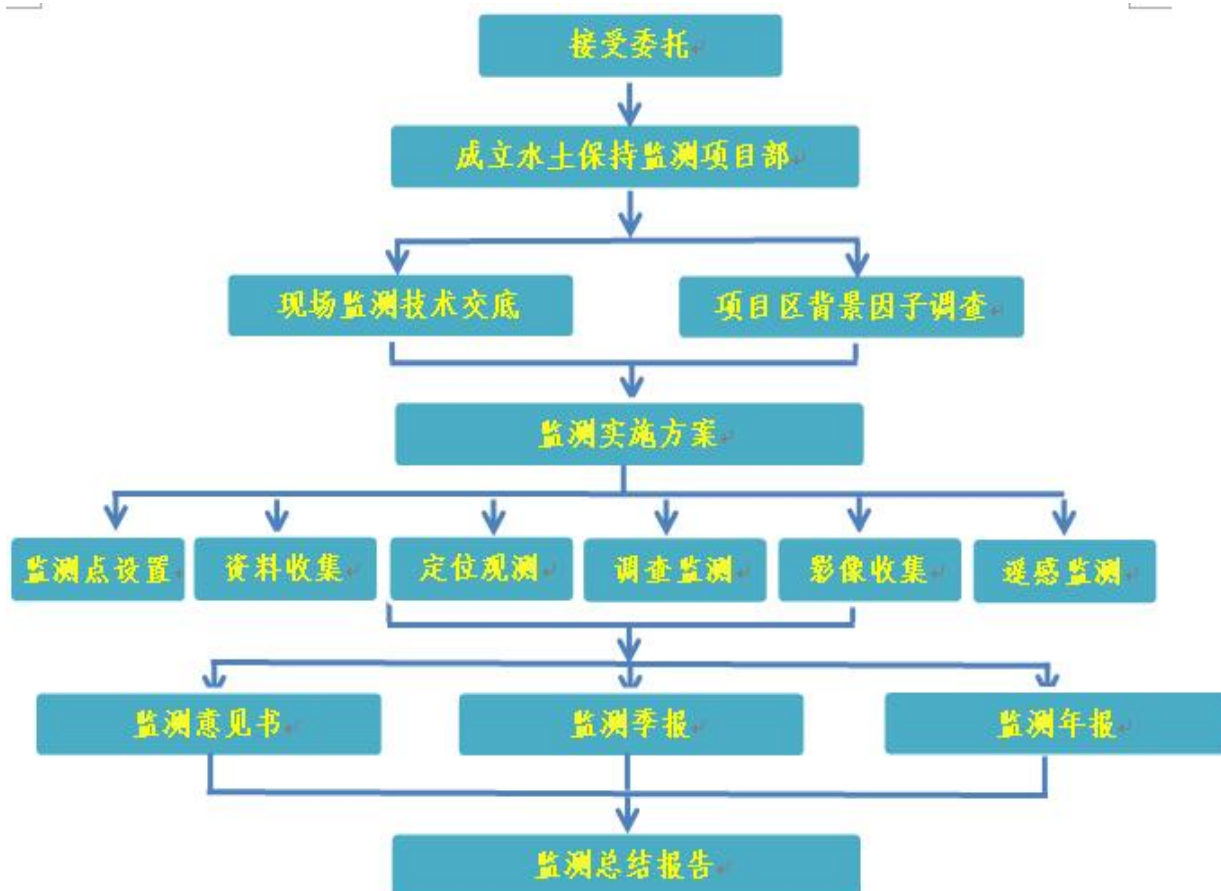 接受委托
成立水土保持监测项目部
现场监测技术交底
项目区背景因子调查
监测实施方案
监测点设置
资料收集
定位观测
调查监测
影像收集
遥感监测
监测意见书
监测季报
监测年报
监测总结报告